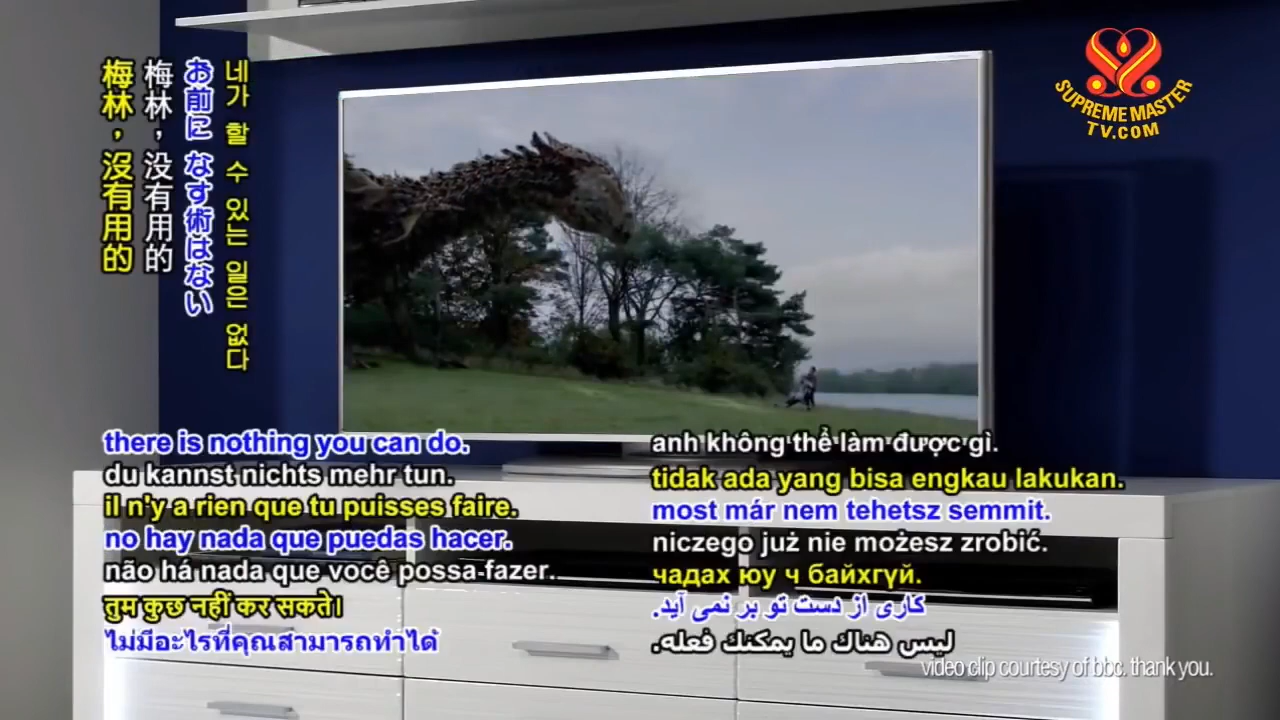 梅林，沒有用的
梅林，没有用的
お前に なす術はない
네가 할 수 있는 일은 없다
SUPREME MASTER
TV.COM
there is nothing you can do.
du kannst nichts mehr tun.
il n'y a rien que tu puisses faire.
no hay nada que puedas hacer.
não há nada que você possa-fazer.
तुम कुछ नहीं कर सकते।
ไม่มีอะไรที่คุณสามารถทำได้
anh không thể làm được gì.
tidak ada yang bisa engkau lakukan.
most már nem tehetsz semmit.
niczego już nie możesz zrobić.
чадах юу ч байхгүй.
کاری از دست تو بر نمی آید.
ليس هناك ما يمكنك فعله.
video clip courtesy of bbc. thank you.